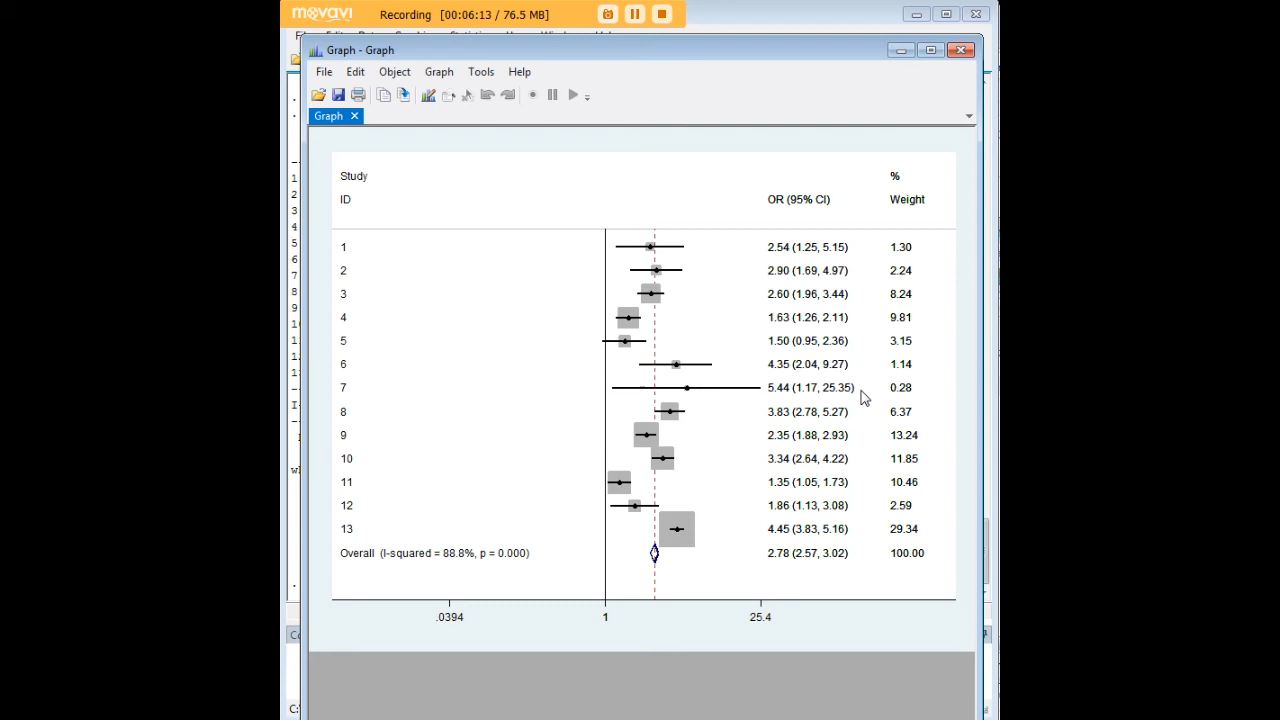 movavi Recording [00:06:13 / 76.5 MB]
Graph - Graph
File Edit Object Graph Tools Help
Graph
Study %
ID OR (95% CI) Weight
1 2.54 (1.25, 5.15) 1.30
2 2.90 (1.69, 4.97) 2.24
3 2.60 (1.96, 3.44) 8.24
4 1.63 (1.26, 2.11) 9.81
5 1.50 (0.95, 2.36) 3.15
6 4.35 (2.04, 9.27) 1.14
7 5.44 (1.17, 25.35) 0.28
8 3.83 (2.78, 5.27) 6.37
9 2.35 (1.88, 2.93) 13.24
10 3.34 (2.64, 4.22) 11.85
11 1.35 (1.05, 1.73) 10.46
12 1.86 (1.13, 3.08) 2.59
13 4.45 (3.83, 5.16) 29.34
Overall (I-squared = 88.8%, p = 0.000) 2.78 (2.57, 3.02) 100.00
.0394 1 25.4